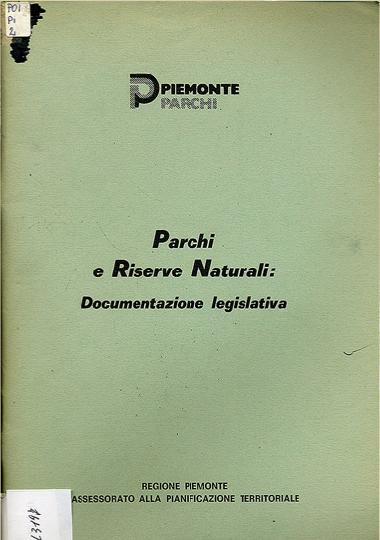 PIEMONTE
PARCHI
Parchi
e Riserve Naturali:
Documentazione legislativa
REGIONE PIEMONTE
ASSESSORATO ALLA PIANIFICAZIONE TERRITORIALE